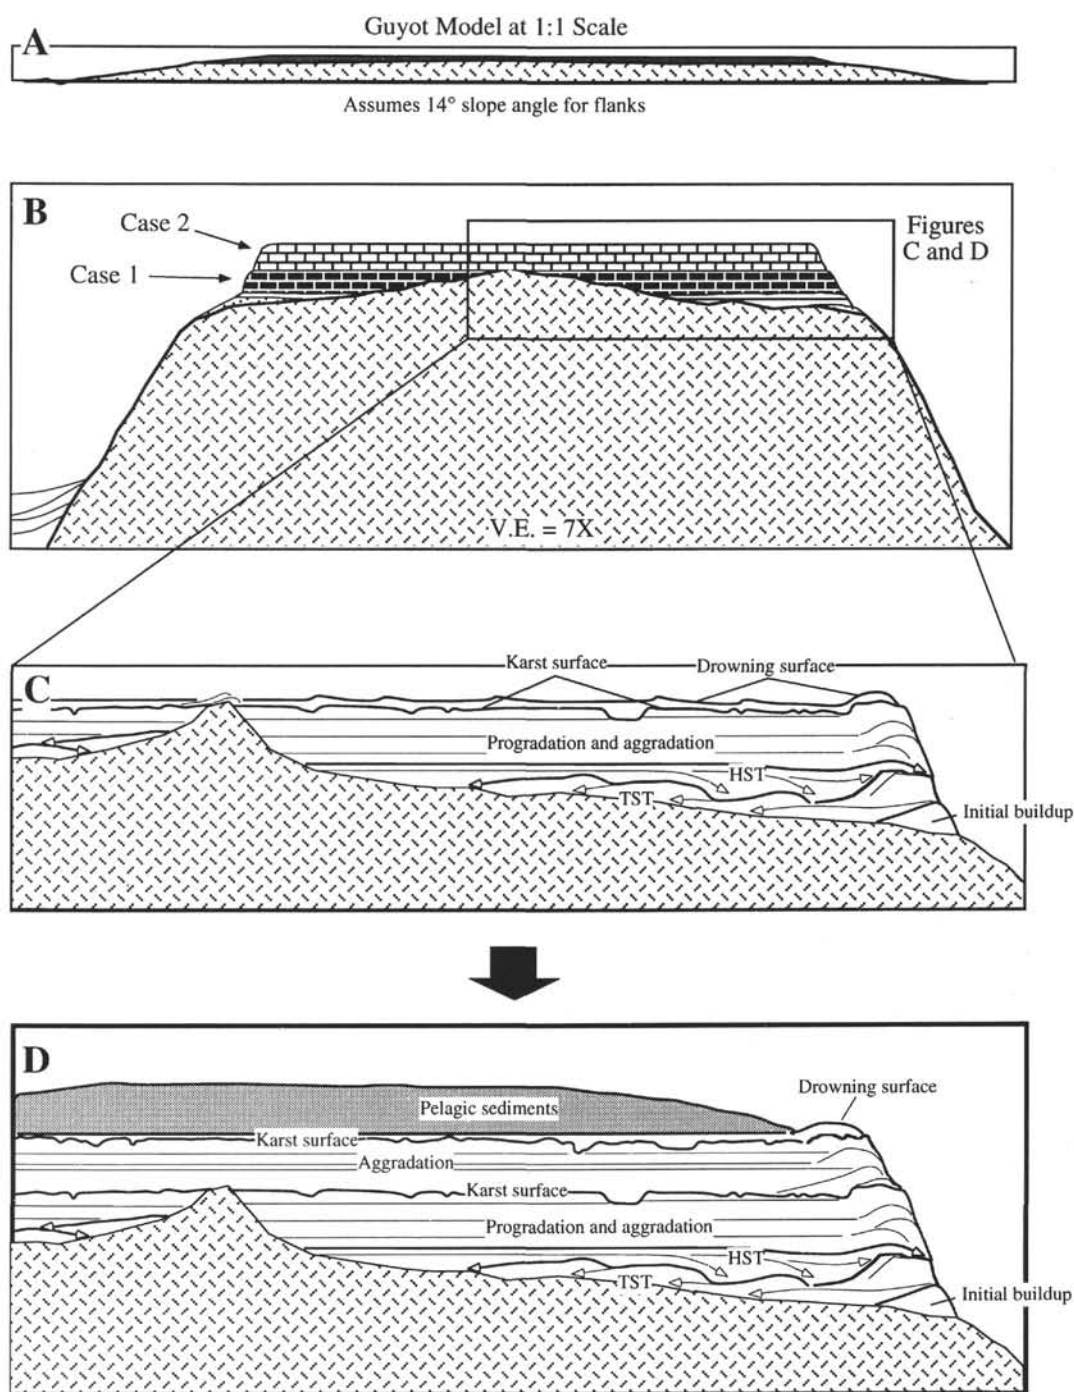 Guyot Model at 1:1 Scale
A
Assumes 14° slope angle for flanks
B
Case 2
Case 1
Figures
C and D
V.E. = 7X
C
Karst surface
Drowning surface
Progradation and aggradation
HST
TST
Initial buildup
D
Drowning surface
Pelagic sediments
Karst surface
Aggradation
Karst surface
Progradation and aggradation
HST
TST
Initial buildup